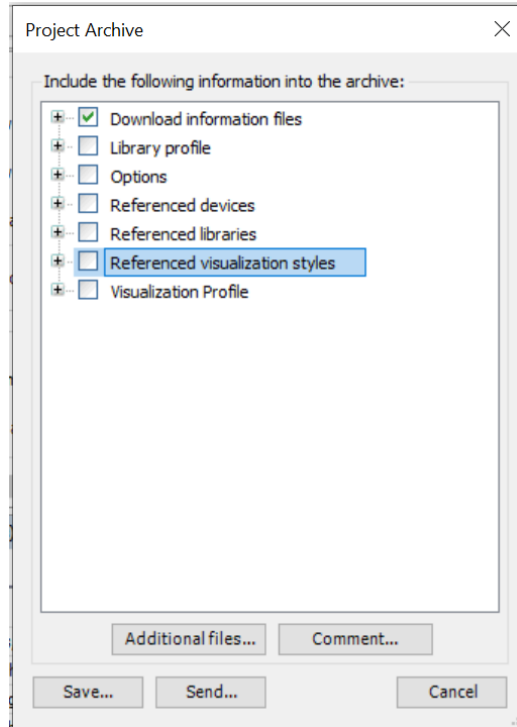 Project Archive
Include the following information into the archive:
Download information files
Library profile
Options
Referenced devices
Referenced libraries
Referenced visualization styles
Visualization Profile
Additional files... Comment...
Save... Send... Cancel